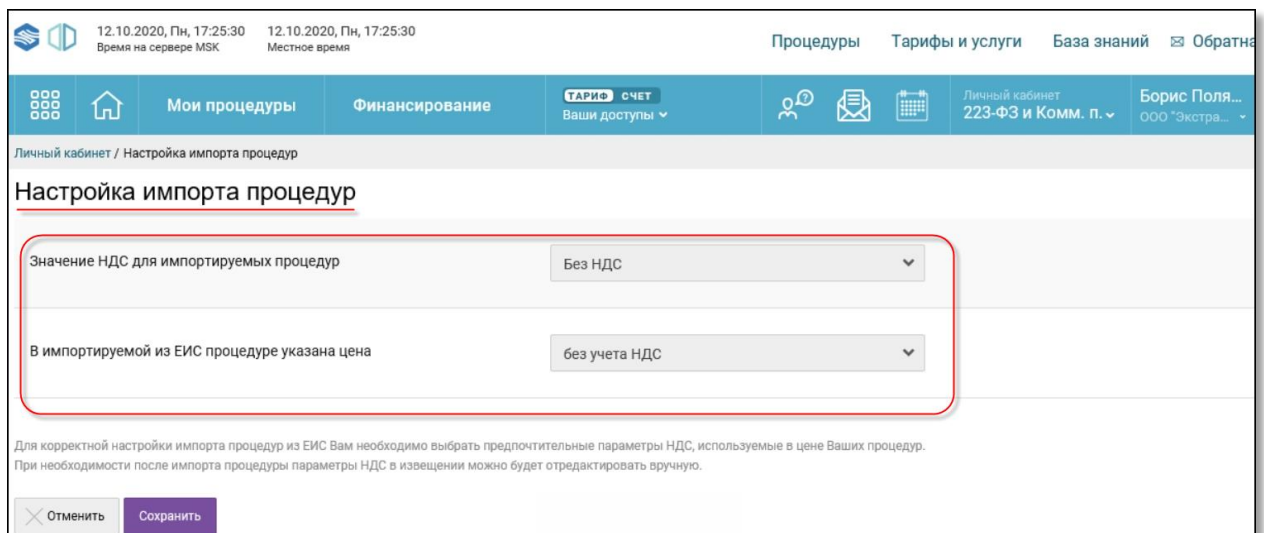 12.10.2020, Пн, 17:25:30 12.10.2020, Пн, 17:25:30
Время на сервере MSK Местное время
Процедуры Тарифы и услуги База знаний Обратна
Мои процедуры Финансирование
ТАРИФ СЧЕТ
Ваши доступы
Личный кабинет
223-ФЗ и Комм. п.
Борис Поля...
ООО "Экстра...
Личный кабинет / Настройка импорта процедур
Настройка импорта процедур
Значение НДС для импортируемых процедур Без НДС
В импортируемой из ЕИС процедуре указана цена без учета НДС
Для корректной настройки импорта процедур из ЕИС Вам необходимо выбрать предпочтительные параметры НДС, используемые в цене Ваших процедур.
При необходимости после импорта процедуры параметры НДС в извещении можно будет отредактировать вручную.
Отменить Сохранить